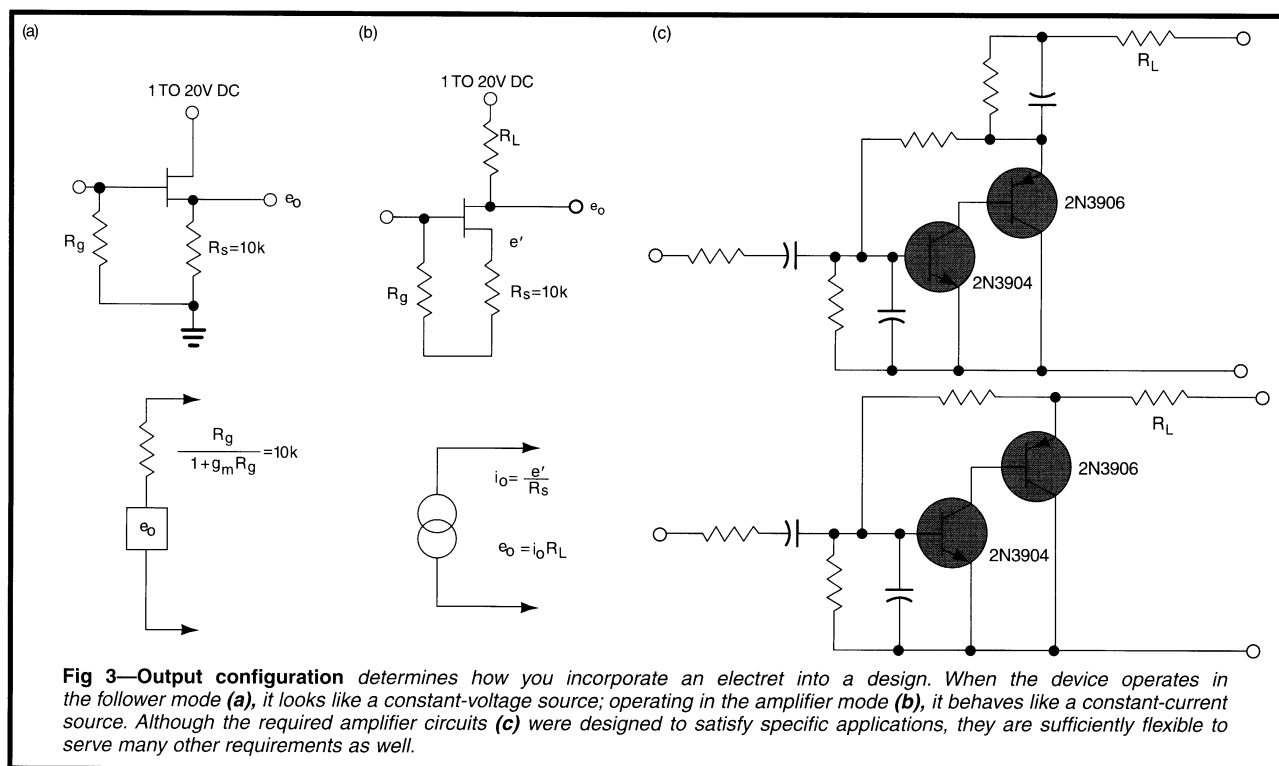 (a)
(b)
(c)
1 TO 20V DC
Rg
RS=10k
eo
1 TO 20V DC
RL
eo
e'
Rg
RS=10k
RL
2N3906
2N3904
Rg
1+gmRg
=10k
eo
io= e'
RS
eo = ioRL
RL
2N3906
2N3904
Fig 3—Output configuration determines how you incorporate an electret into a design. When the device operates in
the follower mode (a), it looks like a constant-voltage source; operating in the amplifier mode (b), it behaves like a constant-current
source. Although the required amplifier circuits (c) were designed to satisfy specific applications, they are sufficiently flexible to
serve many other requirements as well.